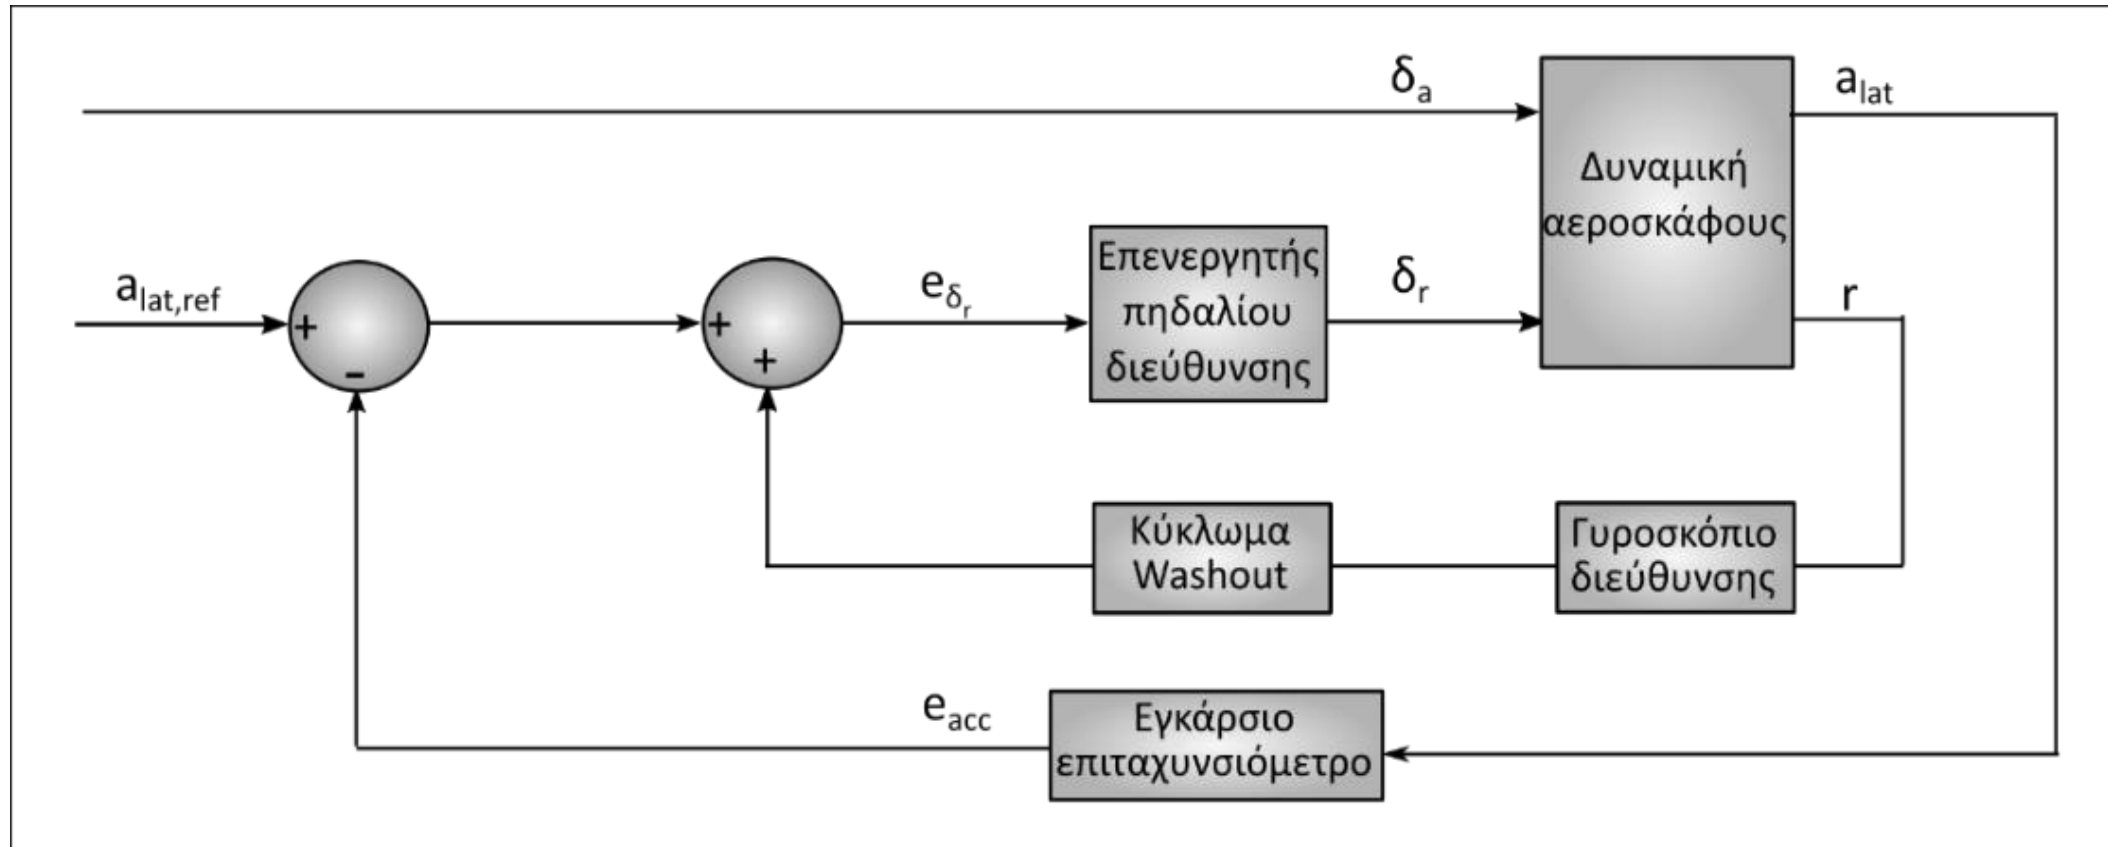 δa
alat
Δυναμική
αεροσκάφους
alat,ref
+
-
+
+
eδr
Επενεργητής
πηδαλίου
διεύθυνσης
δr
r
Κύκλωμα
Washout
Γυροσκόπιο
διεύθυνσης
eacc
Εγκάρσιο
επιταχυνσιόμετρο